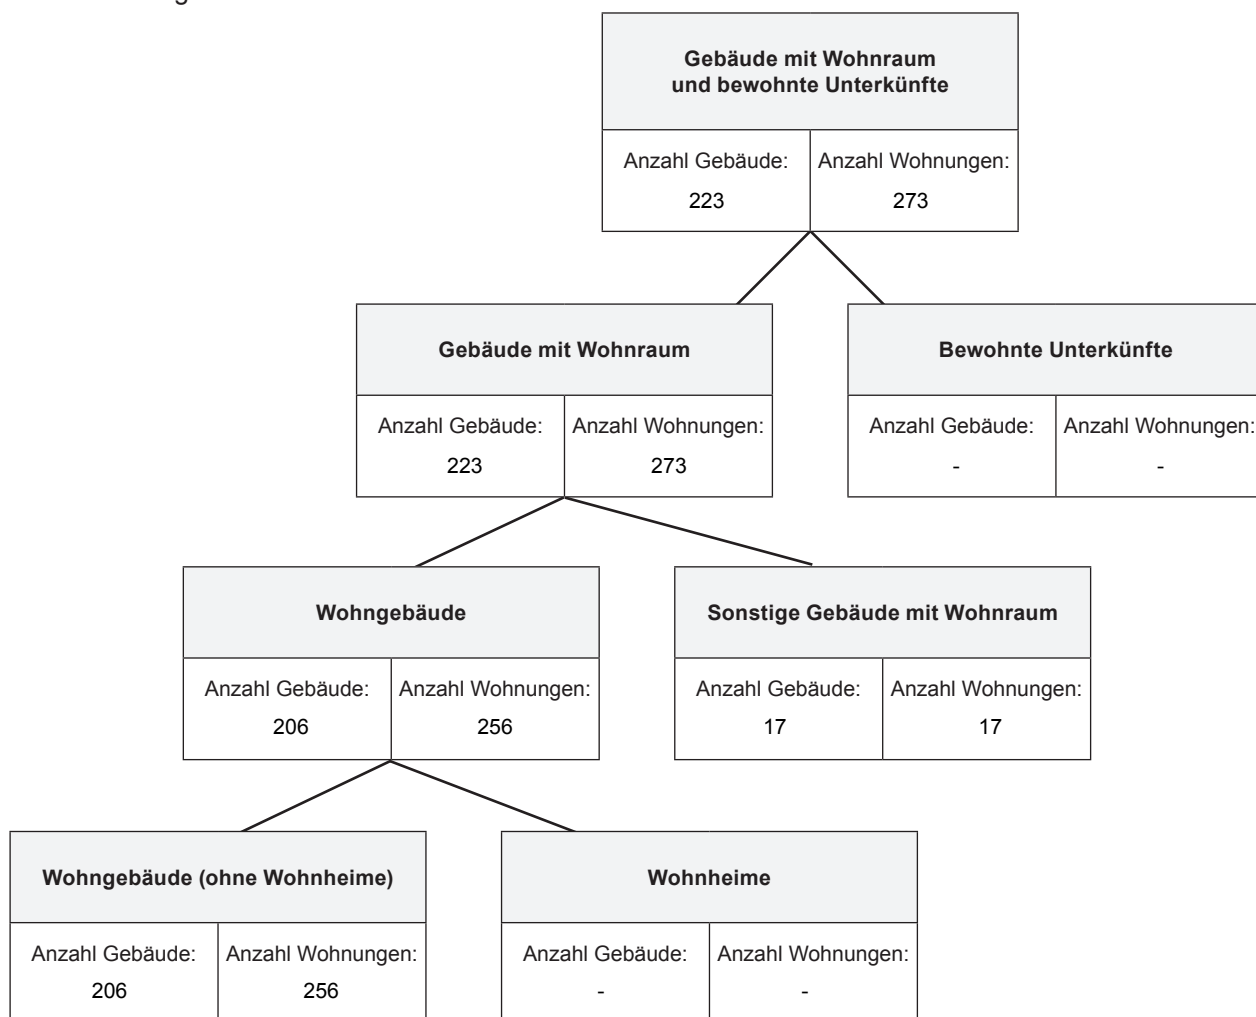 Gebäude mit Wohnraum
und bewohnte Unterkünfte
Anzahl Gebäude: Anzahl Wohnungen:
223 273
Gebäude mit Wohnraum
Anzahl Gebäude: Anzahl Wohnungen:
223 273
Bewohnte Unterkünfte
Anzahl Gebäude: Anzahl Wohnungen:
- -
Wohngebäude
Anzahl Gebäude: Anzahl Wohnungen:
206 256
Sonstige Gebäude mit Wohnraum
Anzahl Gebäude: Anzahl Wohnungen:
17 17
Wohngebäude (ohne Wohnheime)
Anzahl Gebäude: Anzahl Wohnungen:
206 256
Wohnheime
Anzahl Gebäude: Anzahl Wohnungen:
- -